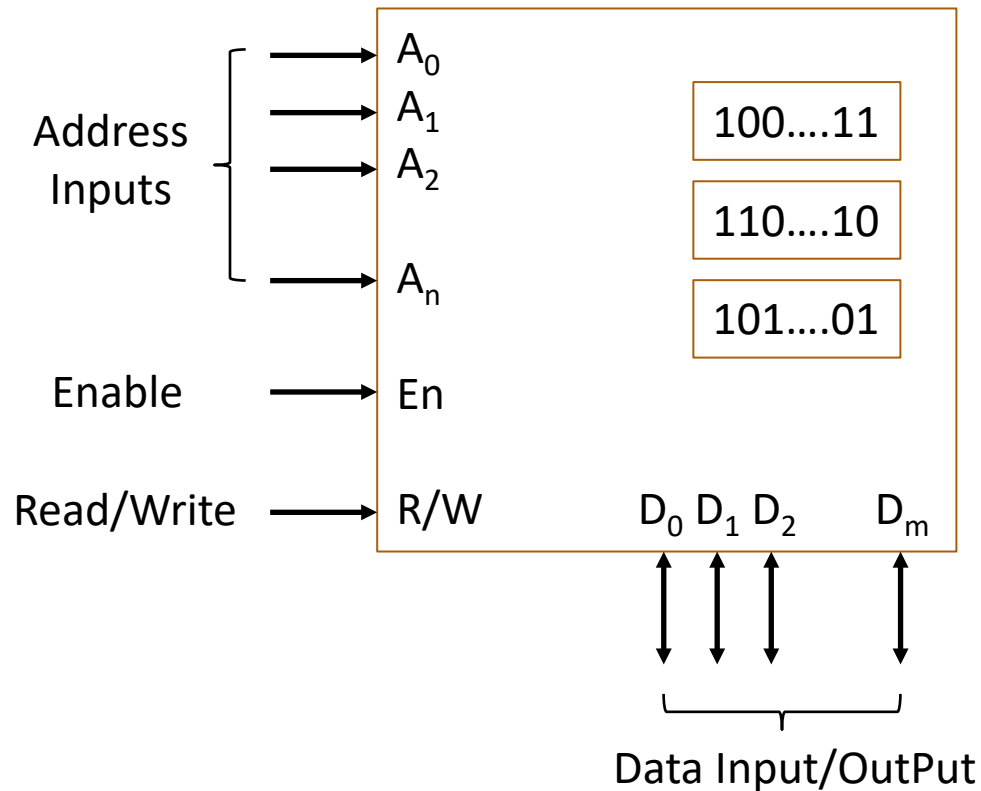 Address
Inputs
A₀
A₁
A₂
Aₙ
100....11
110....10
101....01
Enable
En
Read/Write
R/W
D₀ D₁ D₂ Dₘ
Data Input/OutPut